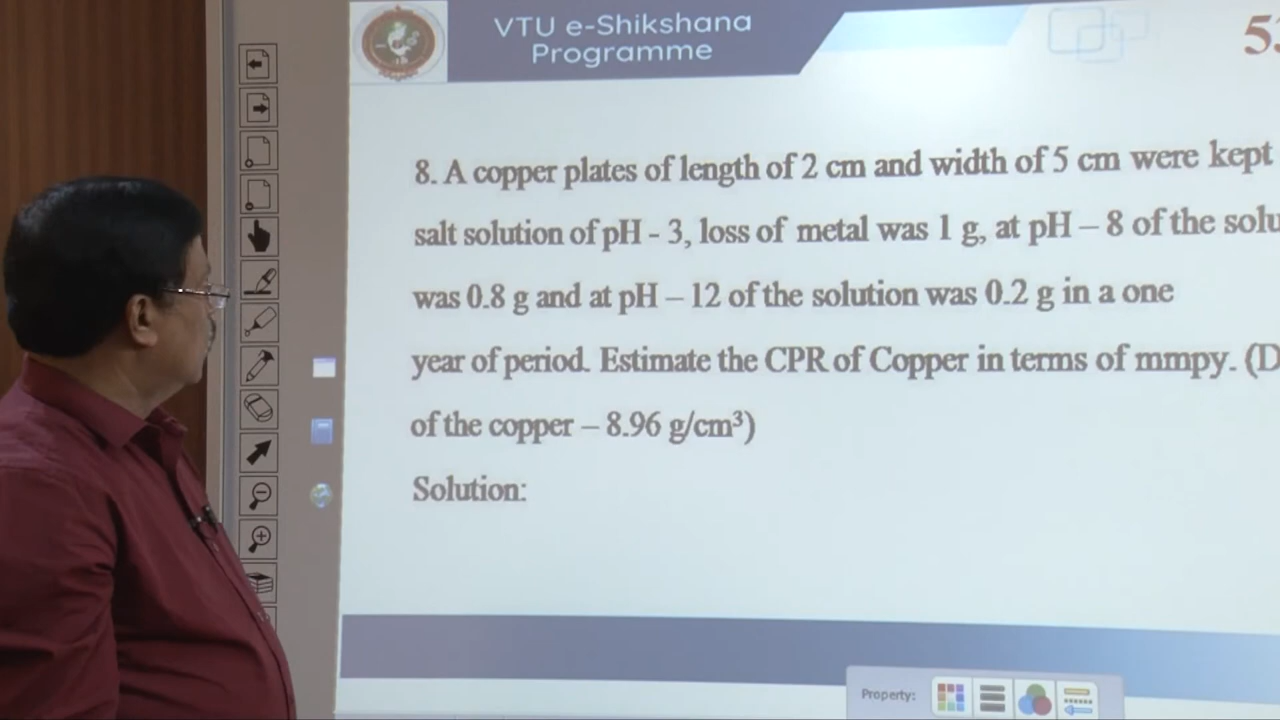 VTU e-Shikshana
Programme
8. A copper plates of length of 2 cm and width of 5 cm were kept
salt solution of pH - 3, loss of metal was 1 g, at pH – 8 of the
was 0.8 g and at pH – 12 of the solution was 0.2 g in a one
year of period. Estimate the CPR of Copper in terms of mmpy.
of the copper – 8.96 g/cm³)
Solution:
Property: